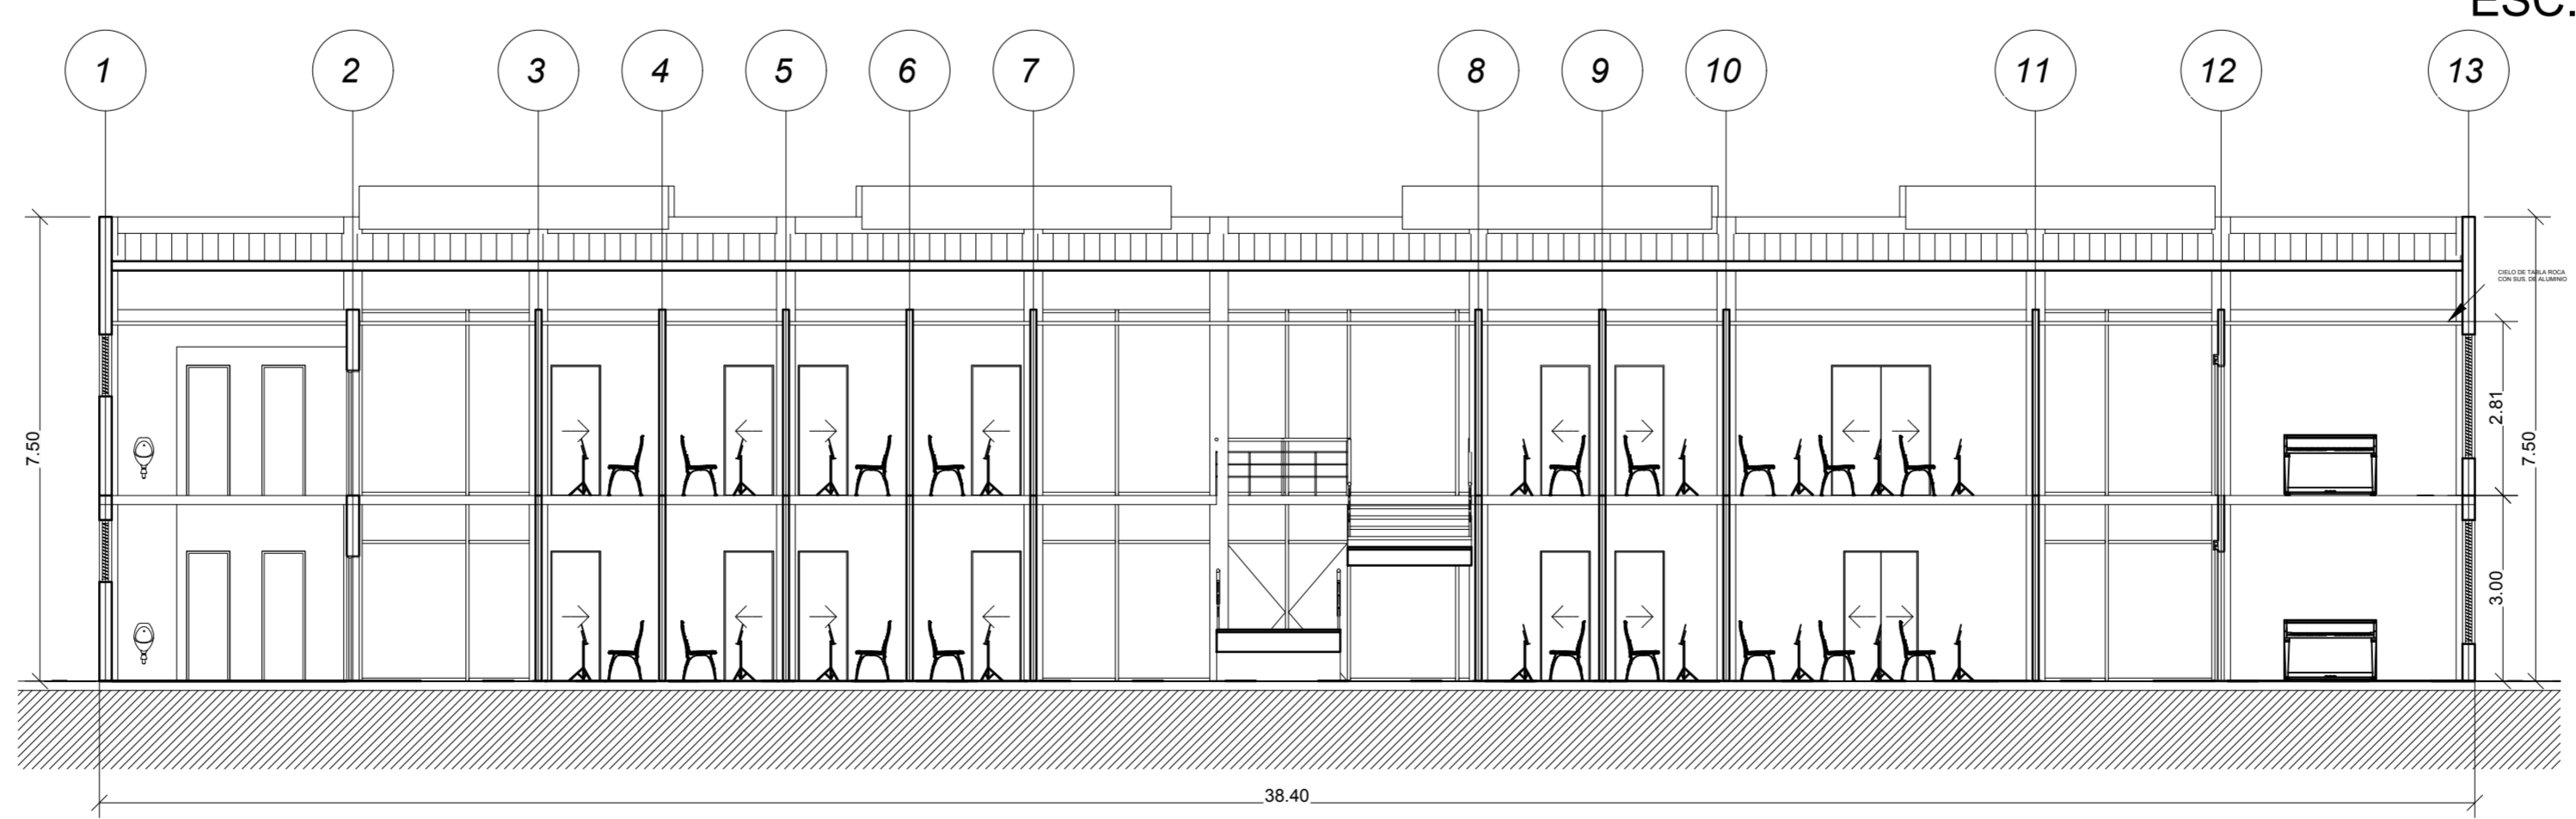 ESC.
1 2 3 4 5 6 7 8 9 10 11 12 13
CIELO DE TABLA ROCA
CON SUS. DE ALUMINIO
7.50
2.81
7.50
3.00
38.40